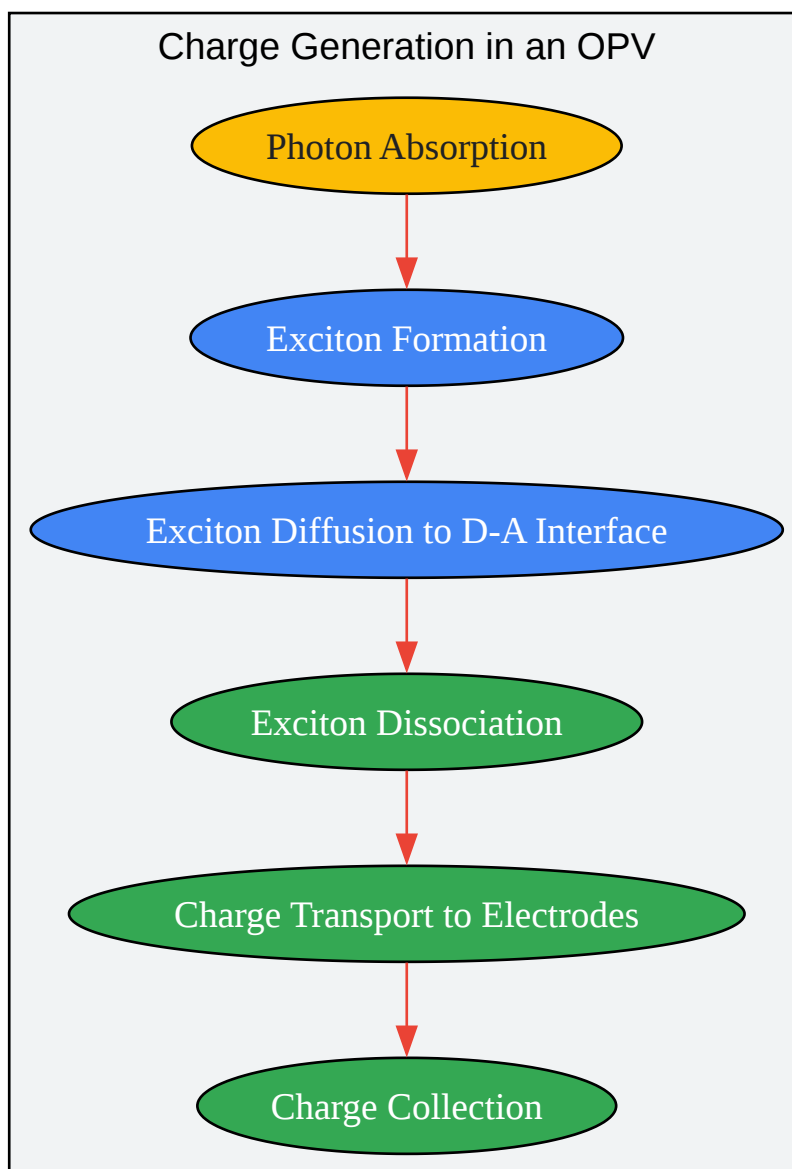 Charge Generation in an OPV
Photon Absorption
Exciton Formation
Exciton Diffusion to D-A Interface
Exciton Dissociation
Charge Transport to Electrodes
Charge Collection